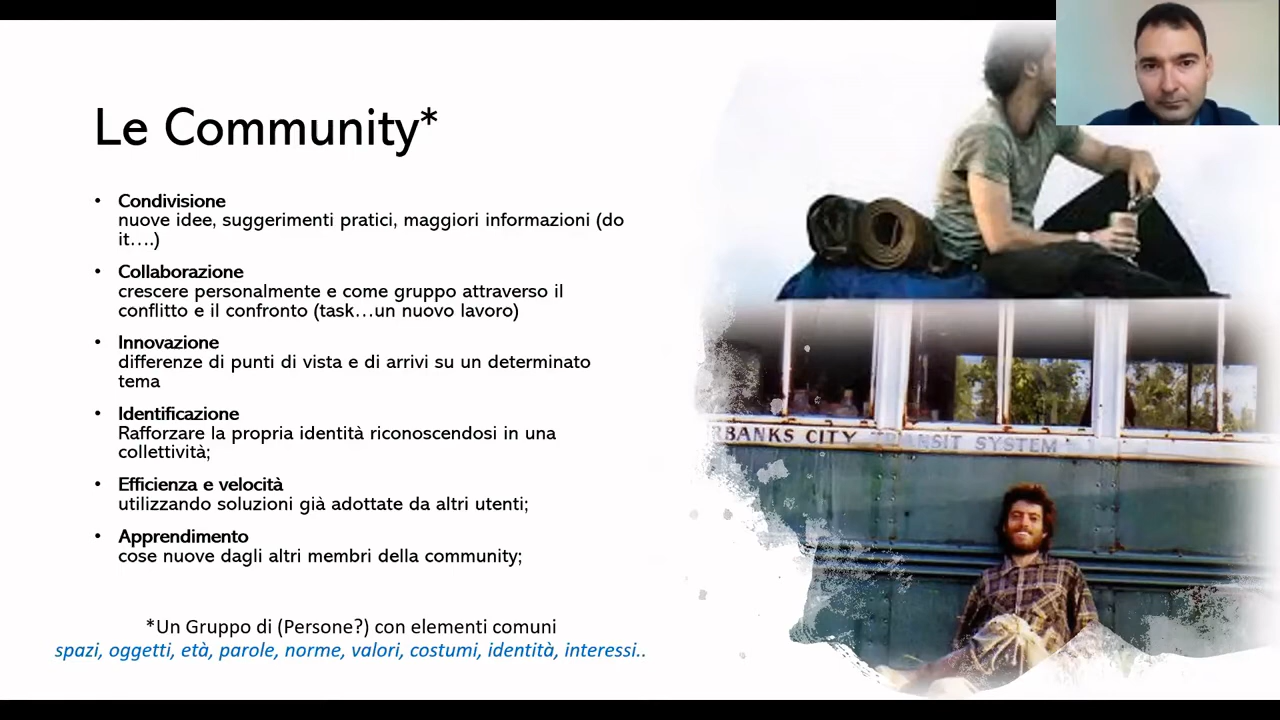 Le Community*
• Condivisione
nuove idee, suggerimenti pratici, maggiori informazioni (do
it….)
• Collaborazione
crescere personalmente e come gruppo attraverso il
conflitto e il confronto (task…un nuovo lavoro)
• Innovazione
differenze di punti di vista e di arrivi su un determinato
tema
• Identificazione
Rafforzare la propria identità riconoscendosi in una
collettività;
• Efficienza e velocità
utilizzando soluzioni già adottate da altri utenti;
• Apprendimento
cose nuove dagli altri membri della community;
*Un Gruppo di (Persone?) con elementi comuni
spazi, oggetti, età, parole, norme, valori, costumi, identità, interessi..
RBANKS CITY TRANSIT SYSTEM